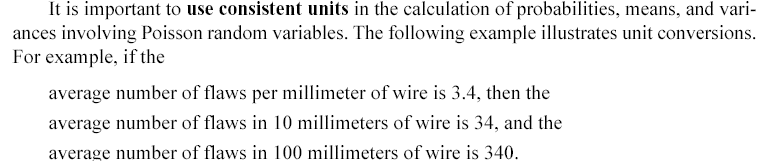 It is important to use consistent units in the calculation of probabilities, means, and vari-
ances involving Poisson random variables. The following example illustrates unit conversions.
For example, if the
average number of flaws per millimeter of wire is 3.4, then the
average number of flaws in 10 millimeters of wire is 34, and the
average number of flaws in 100 millimeters of wire is 340.